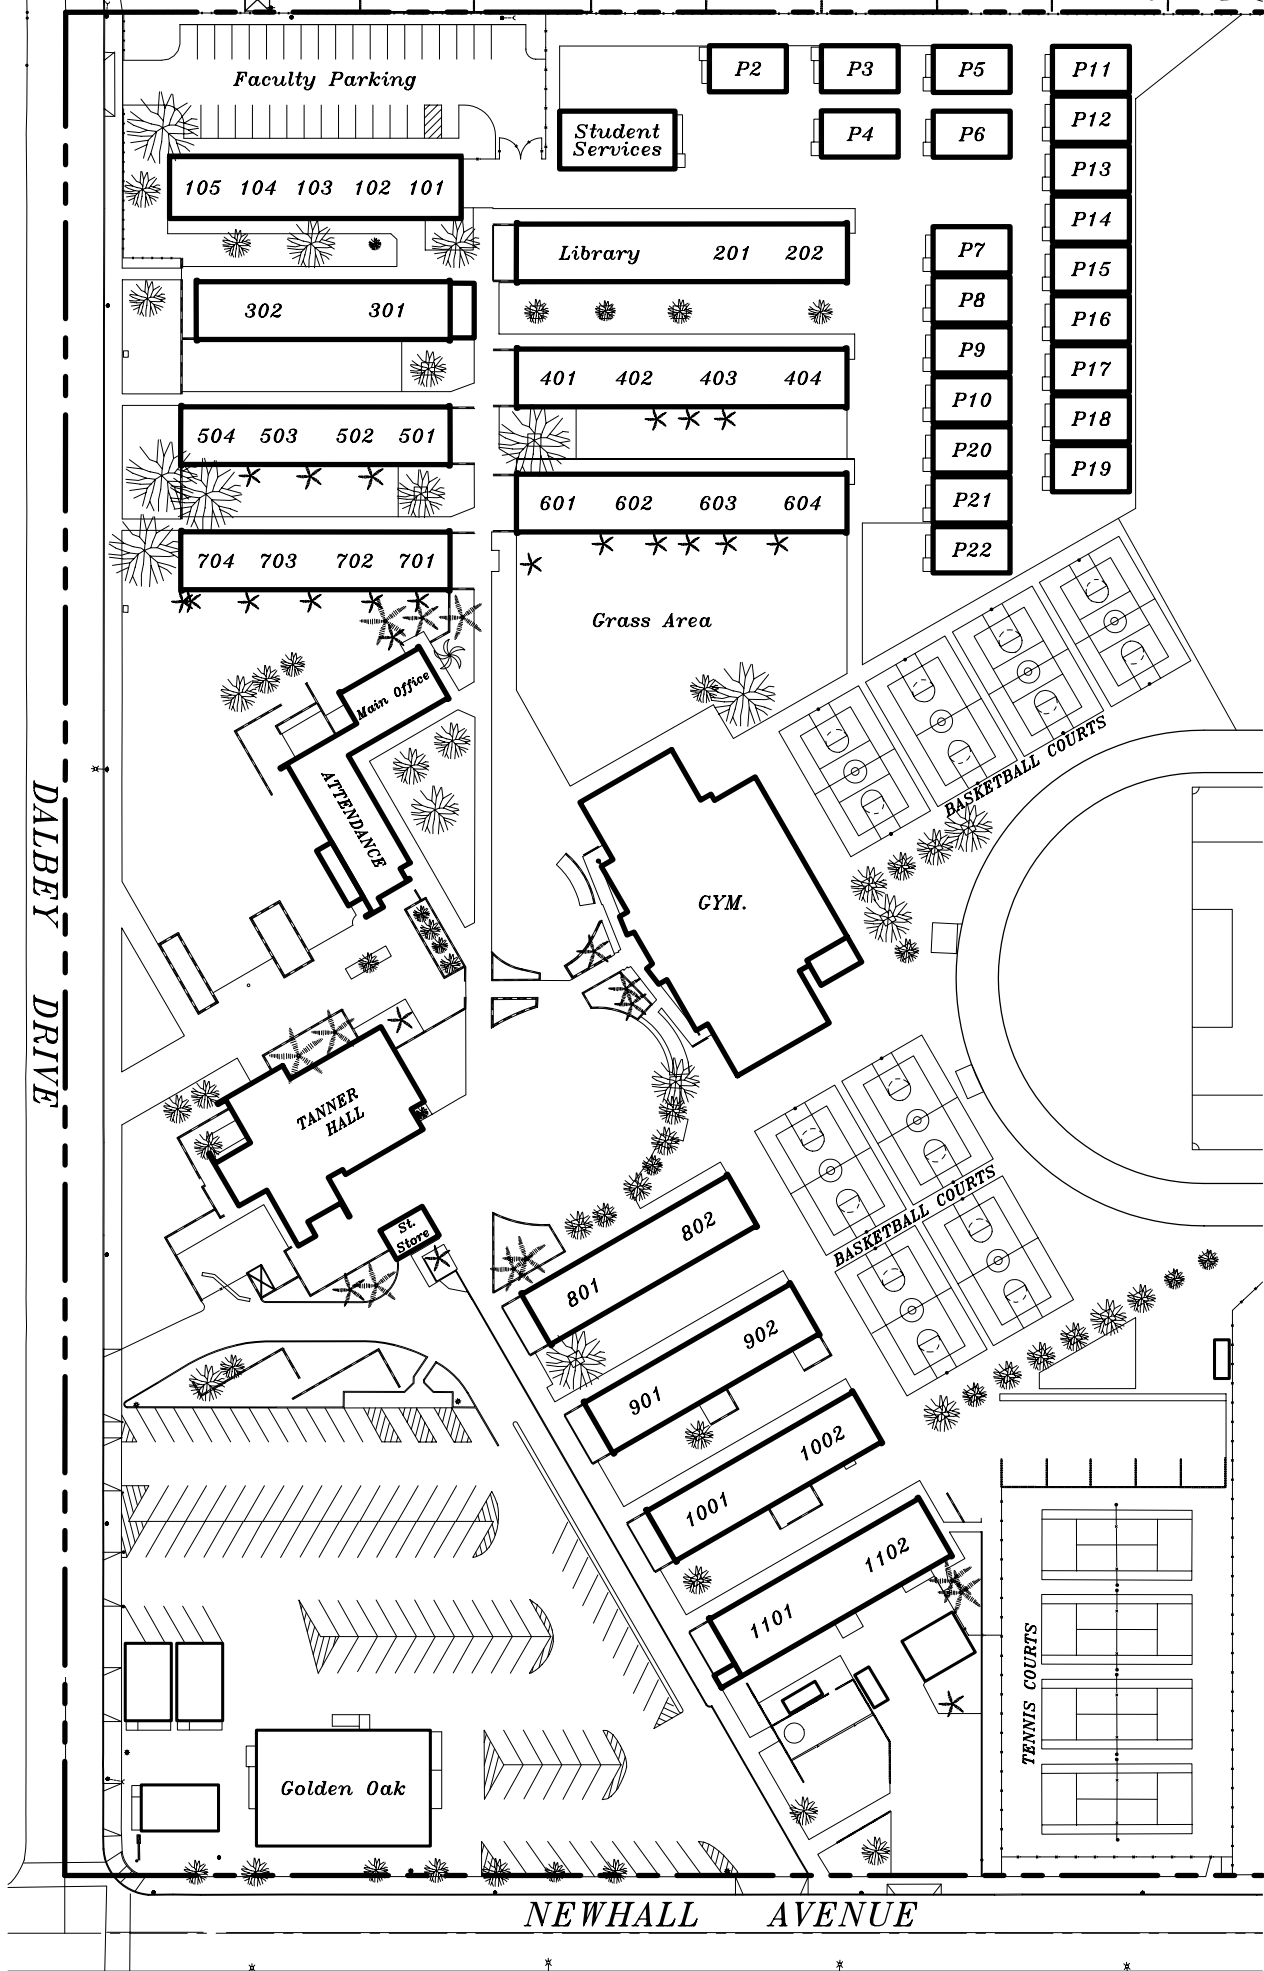 Faculty Parking
P2
P3
P5
P11
Student
Services
P4
P6
P12
P13
105 104 103 102 101
P14
Library 201 202
P7
P15
302 301
P8
P16
P9
P17
401 402 403 404
P10
P18
504 503 502 501
P20
P19
601 602 603 604
P21
704 703 702 701
P22
Grass Area
Main Office
BASKETBALL COURTS
ATTENDANCE
DALBEY DRIVE
GYM.
TANNER
HALL
BASKETBALL COURTS
St.
Store
802
801
902
901
1002
1001
1102
1101
TENNIS COURTS
Golden Oak
NEWHALL AVENUE